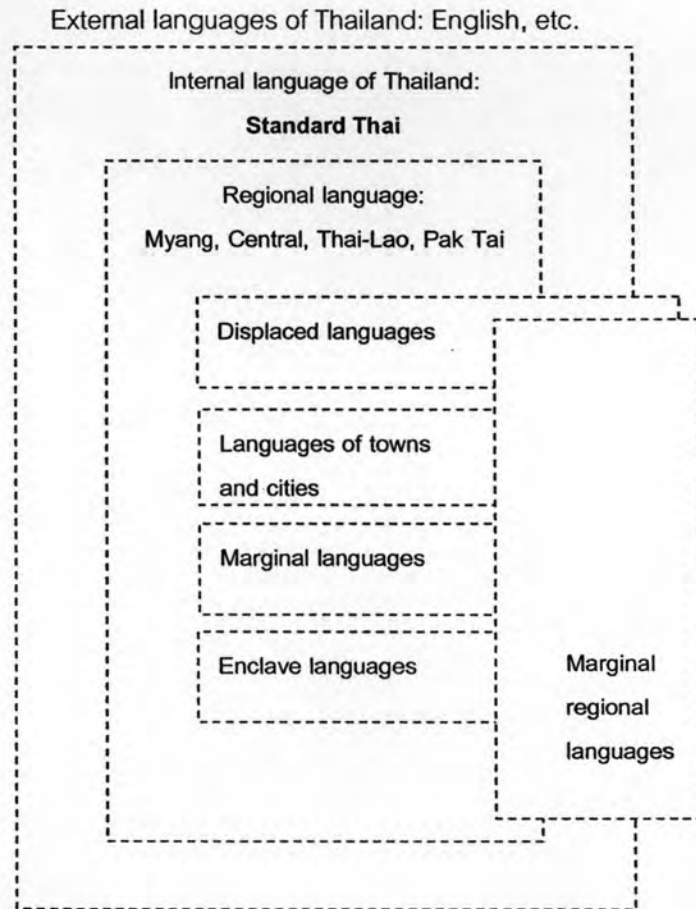 External languages of Thailand: English, etc.
Internal language of Thailand:
Standard Thai
Regional language:
Myang, Central, Thai-Lao, Pak Tai
Displaced languages
Languages of towns
and cities
Marginal languages
Enclave languages
Marginal
regional
languages